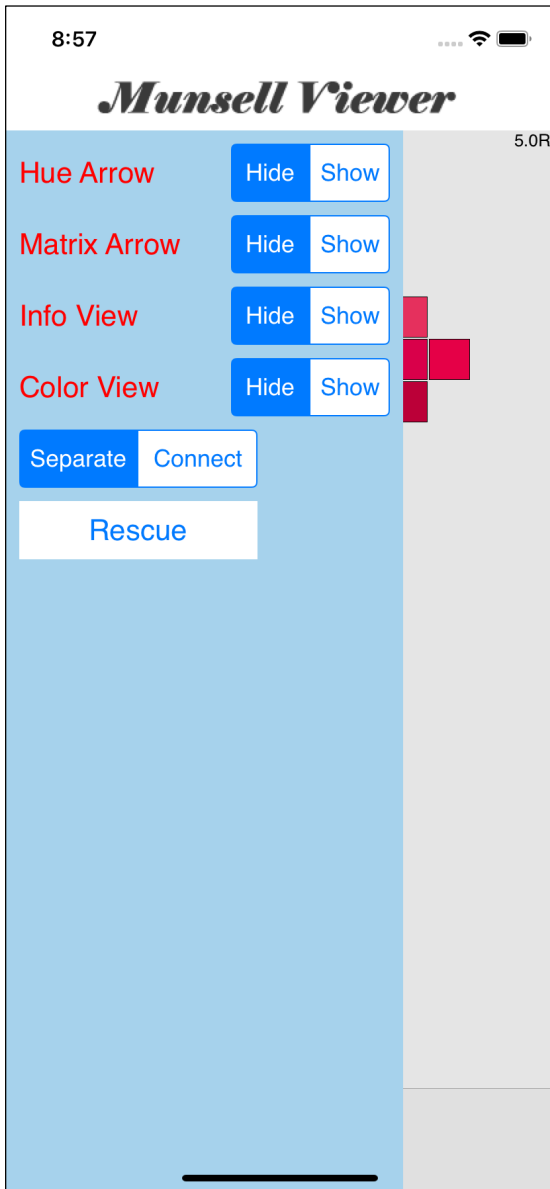 8:57
Munsell Viewer
5.0R
Hue Arrow Hide Show
Matrix Arrow Hide Show
Info View Hide Show
Color View Hide Show
Separate Connect
Rescue